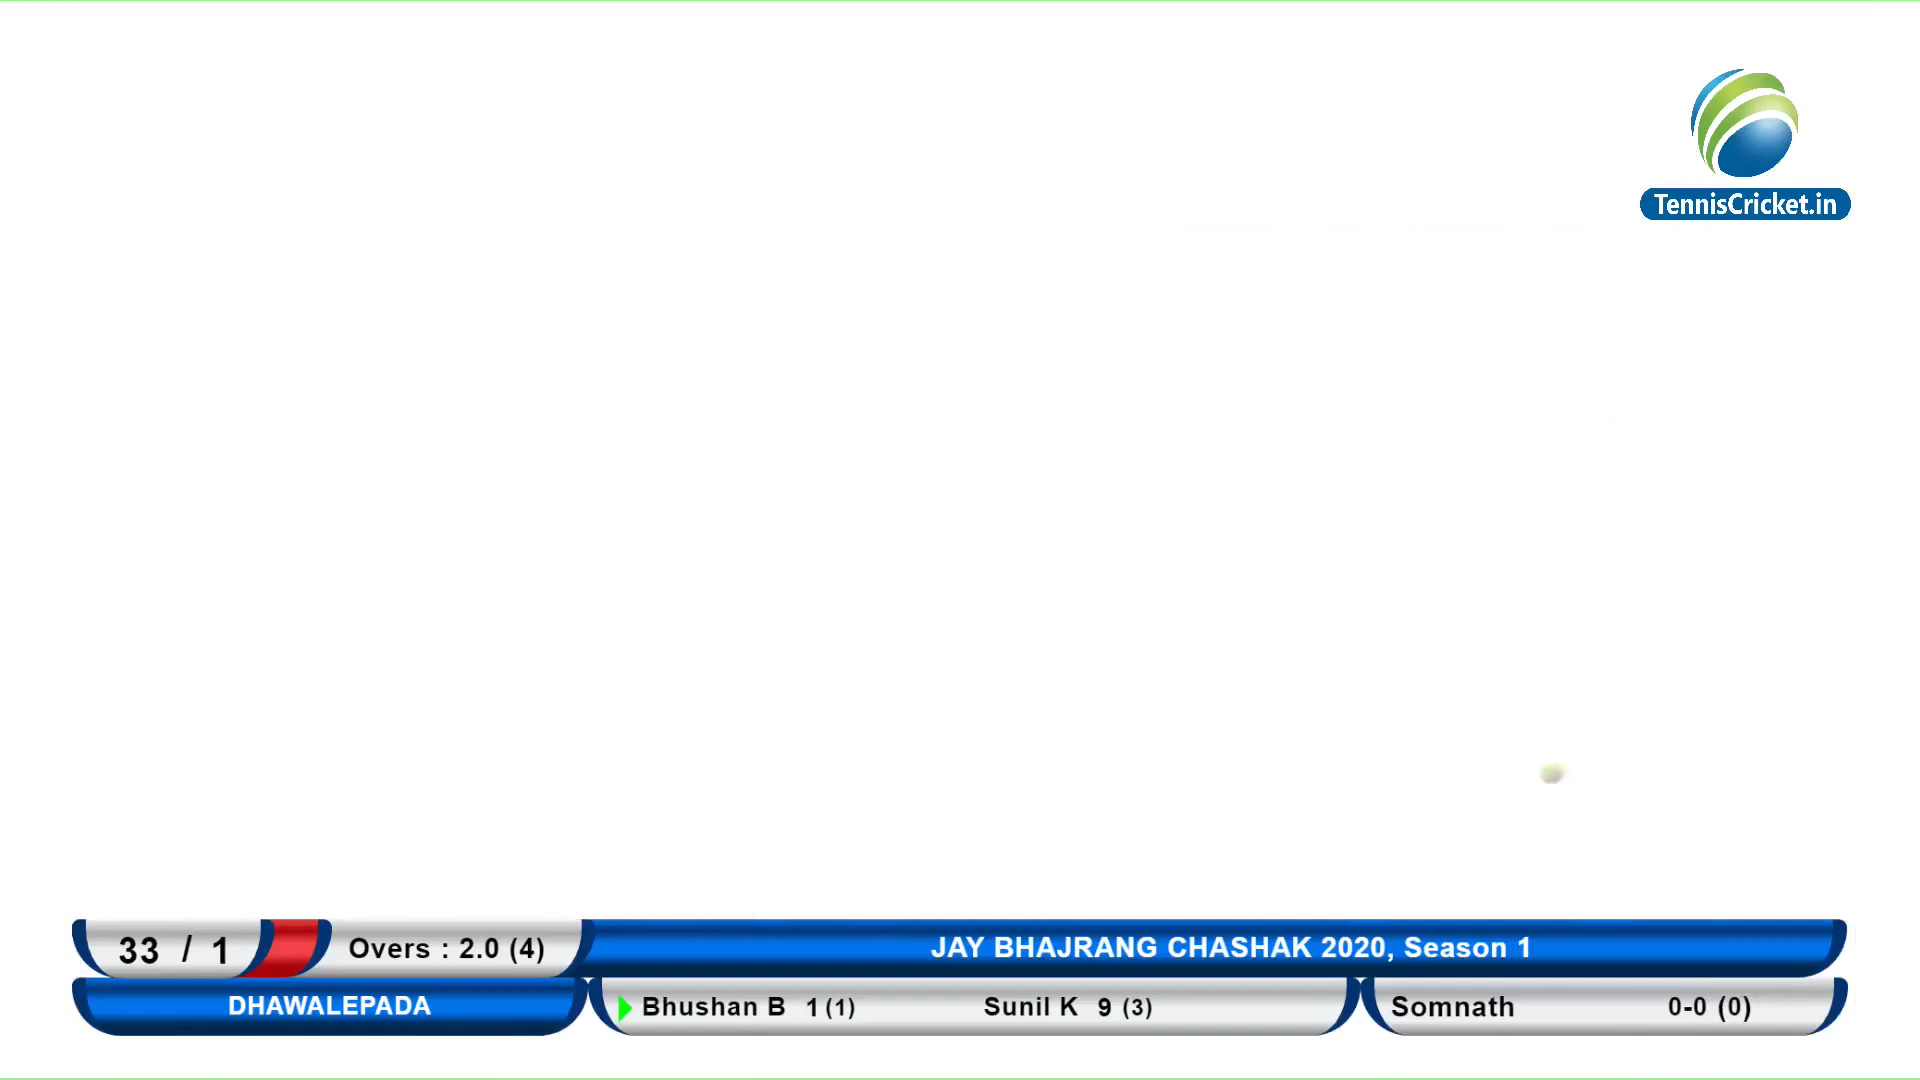 TennisCricket.in
33 / 1
Overs : 2.0 (4)
JAY BHAJRANG CHASHAK 2020, Season 1
DHAWALEPADA
Bhushan B 1 (1)
Sunil K 9 (3)
Somnath 0-0 (0)